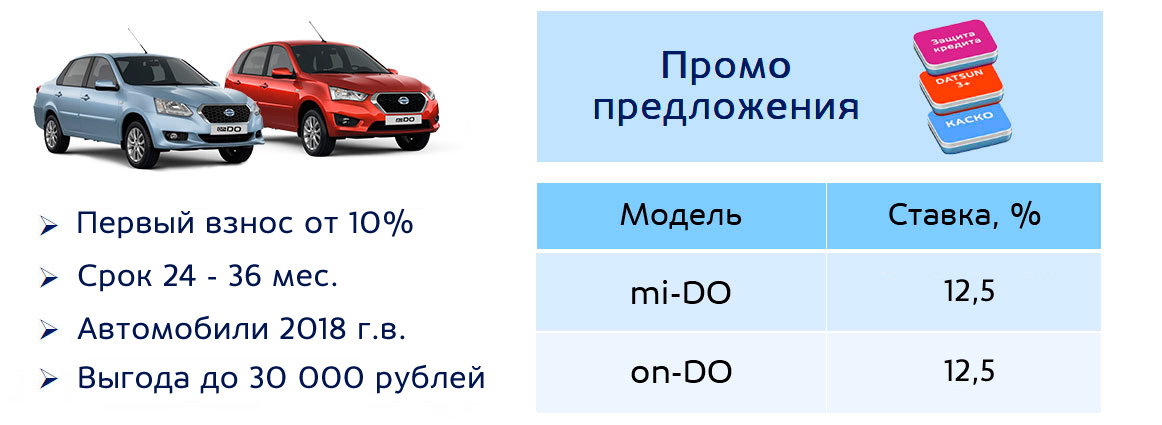 Промо
предложения
Защита
кредита
DATSUN
3+
КАСКО
Первый взнос от 10%
Срок 24 - 36 мес.
Автомобили 2018 г.в.
Выгода до 30 000 рублей
Модель Ставка, %
mi-DO 12,5
on-DO 12,5